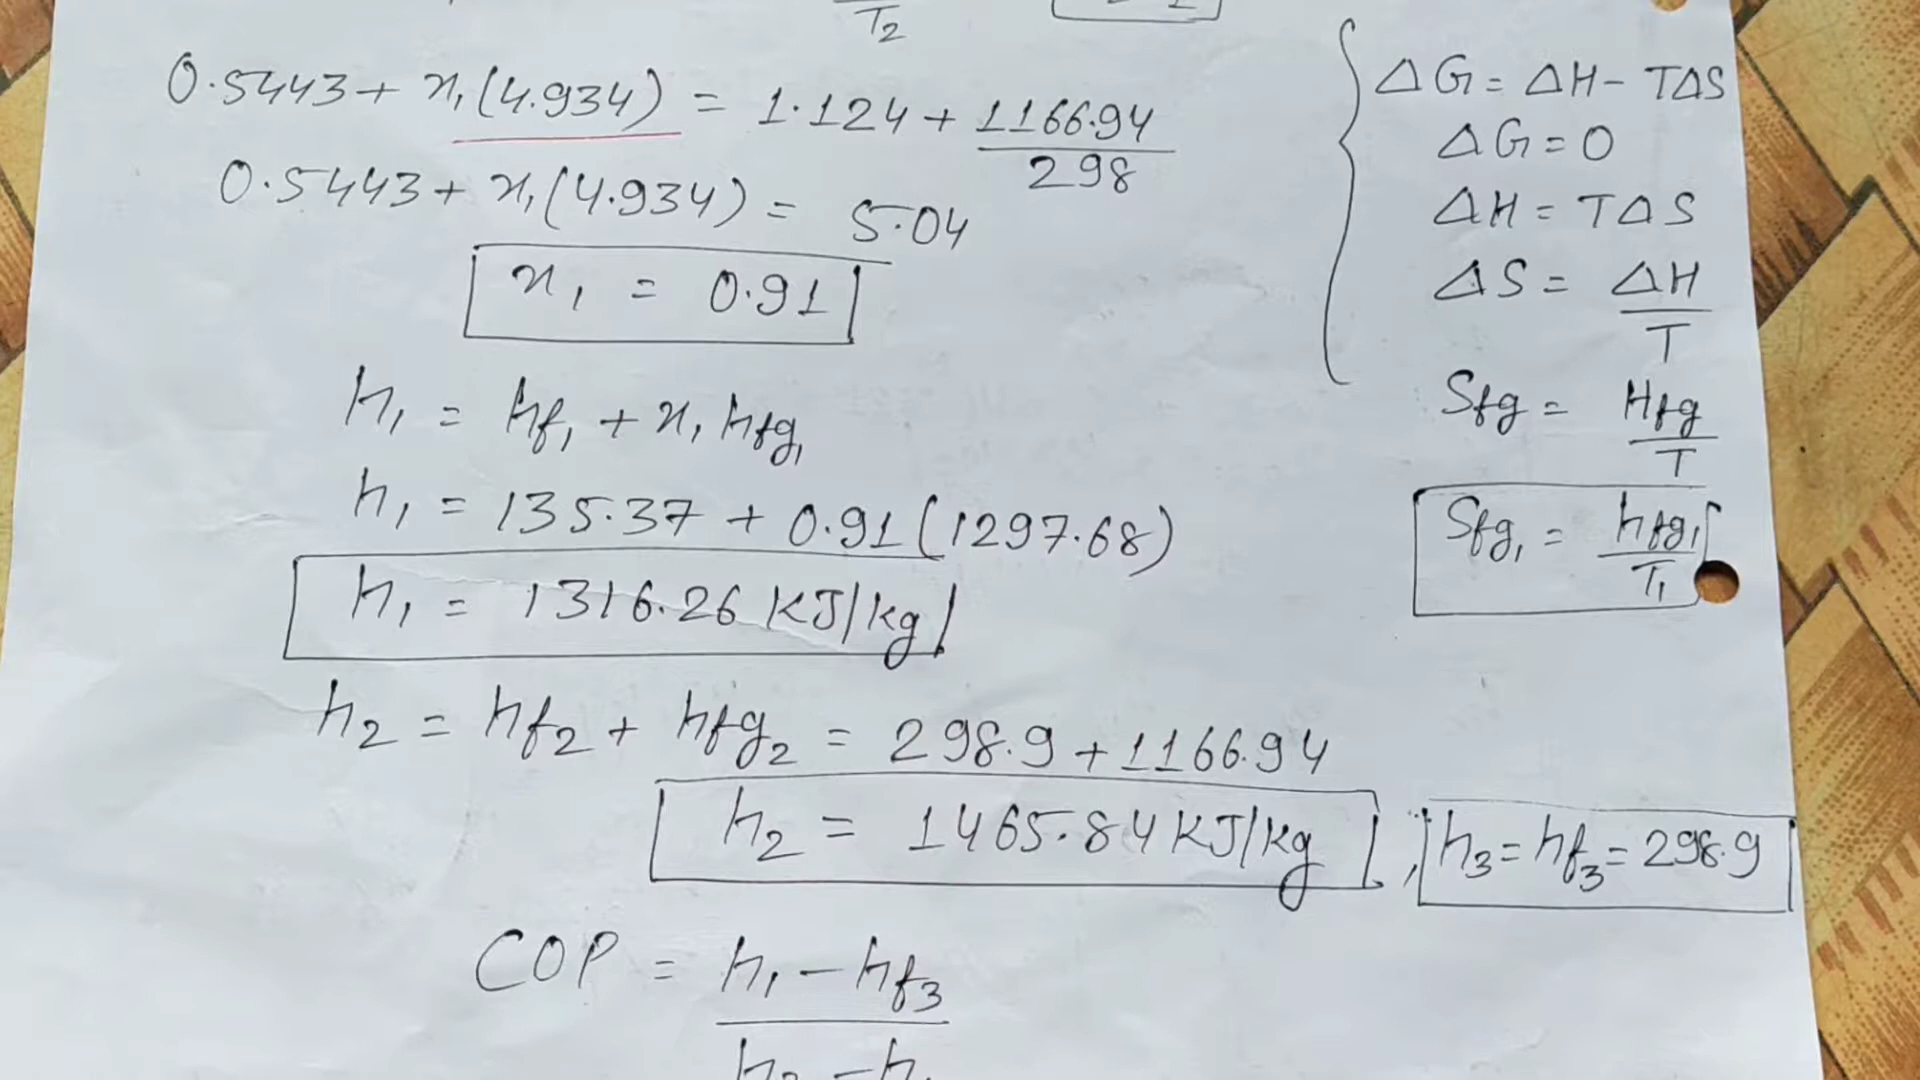 T₂
0.5443 + x₁(4.934) = 1.124 + 1166.94/298
0.5443 + x₁(4.934) = 5.04
x₁ = 0.91
h₁ = hf₁ + x₁ hfg₁
h₁ = 135.37 + 0.91(1297.68)
h₁ = 1316.26 KJ/kg
h₂ = hf₂ + hfg₂ = 298.9 + 1166.94
h₂ = 1465.84 KJ/kg, h₃ = hf₃ = 298.9
COP = h₁ − hf₃
h₂ − h₁
ΔG = ΔH − TΔS
ΔG = 0
ΔH = TΔS
ΔS = ΔH/T
Sfg = Hfg/T
Sfg₁ = hfg₁/T₁